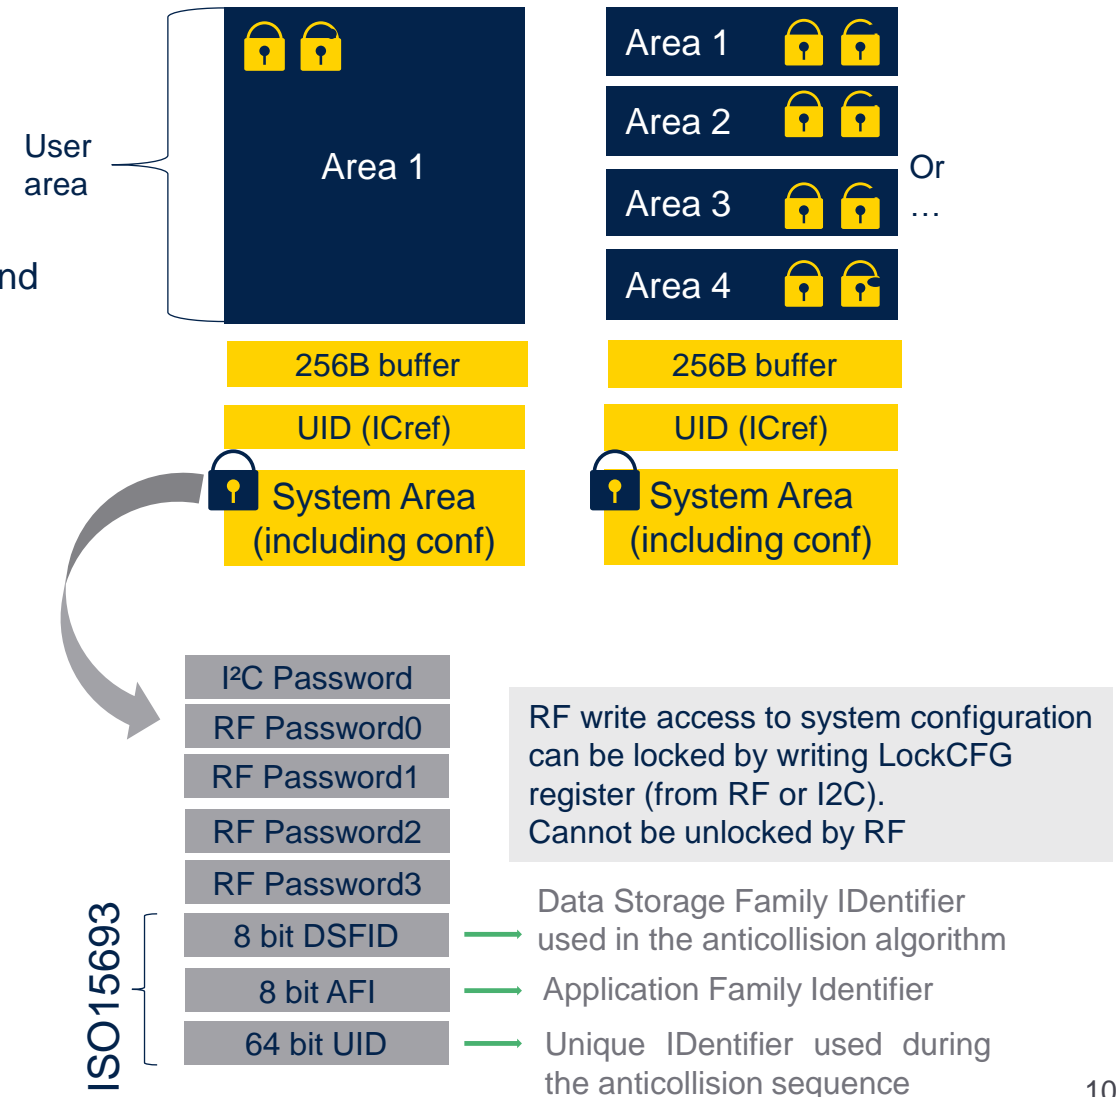 User
area
nd
Area 1
256B buffer
UID (ICref)
System Area
(including conf)
Area 1
Area 2
Area 3
Area 4
Or
…
256B buffer
UID (ICref)
System Area
(including conf)
I²C Password
RF Password0
RF Password1
RF Password2
RF Password3
ISO15693
8 bit DSFID
8 bit AFI
64 bit UID
RF write access to system configuration
can be locked by writing LockCFG
register (from RF or I2C).
Cannot be unlocked by RF
Data Storage Family IDentifier
used in the anticollision algorithm
Application Family Identifier
Unique IDentifier used during
the anticollision sequence
10